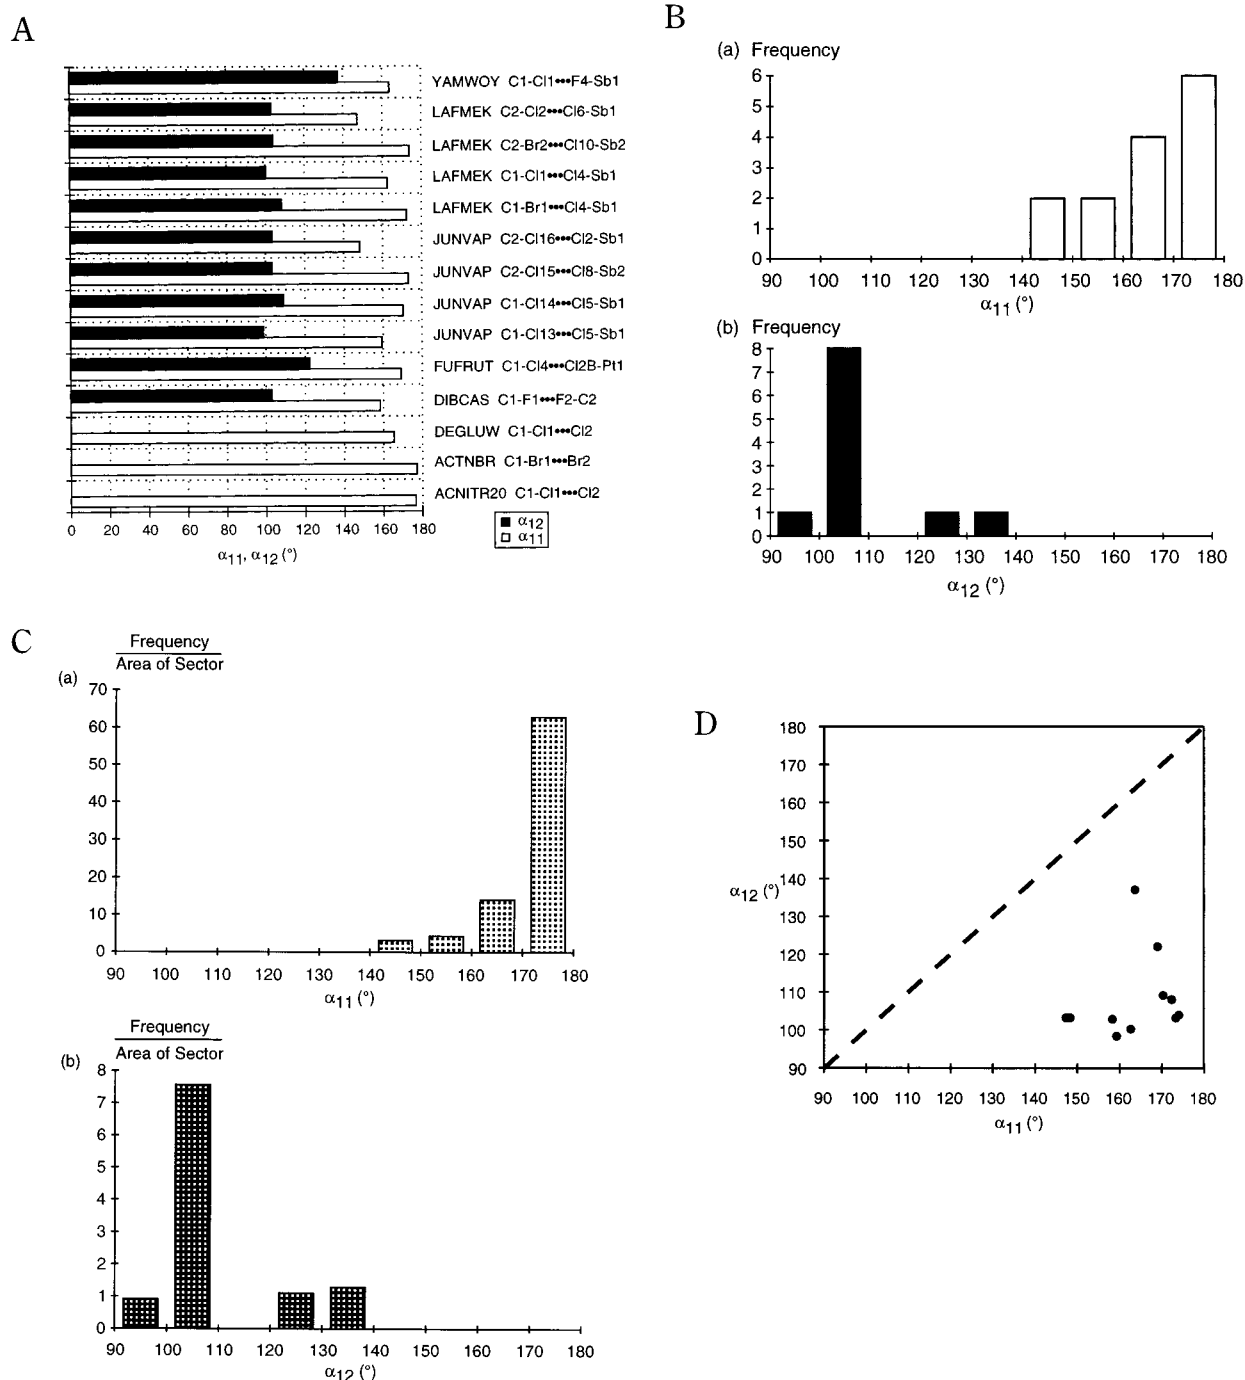 A
YAMWOY C1-Cl1•••F4-Sb1
LAFMEK C2-Cl2•••Cl6-Sb1
LAFMEK C2-Br2•••Cl10-Sb2
LAFMEK C1-Cl1•••Cl4-Sb1
LAFMEK C1-Br1•••Cl4-Sb1
JUNVAP C2-Cl16•••Cl2-Sb1
JUNVAP C2-Cl15•••Cl8-Sb2
JUNVAP C1-Cl14•••Cl5-Sb1
JUNVAP C1-Cl13•••Cl5-Sb1
FUFRUT C1-Cl4•••Cl2B-Pt1
DIBCAS C1-F1•••F2-C2
DEGLUW C1-Cl1•••Cl2
ACTNBR C1-Br1•••Br2
ACNITR20 C1-Cl1•••Cl2
0 20 40 60 80 100 120 140 160 180
α11, α12 (°)
α12
α11
B
(a) Frequency
6
5
4
3
2
1
0
90 100 110 120 130 140 150 160 170 180
α11 (°)
(b) Frequency
8
7
6
5
4
3
2
1
0
90 100 110 120 130 140 150 160 170 180
α12 (°)
C
Frequency
Area of Sector
(a)
70
60
50
40
30
20
10
0
90 100 110 120 130 140 150 160 170 180
α11 (°)
Frequency
Area of Sector
(b)
8
7
6
5
4
3
2
1
0
90 100 110 120 130 140 150 160 170 180
α12 (°)
D
180
170
160
150
α12 (°) 140
130
120
110
100
90
90 100 110 120 130 140 150 160 170 180
α11 (°)